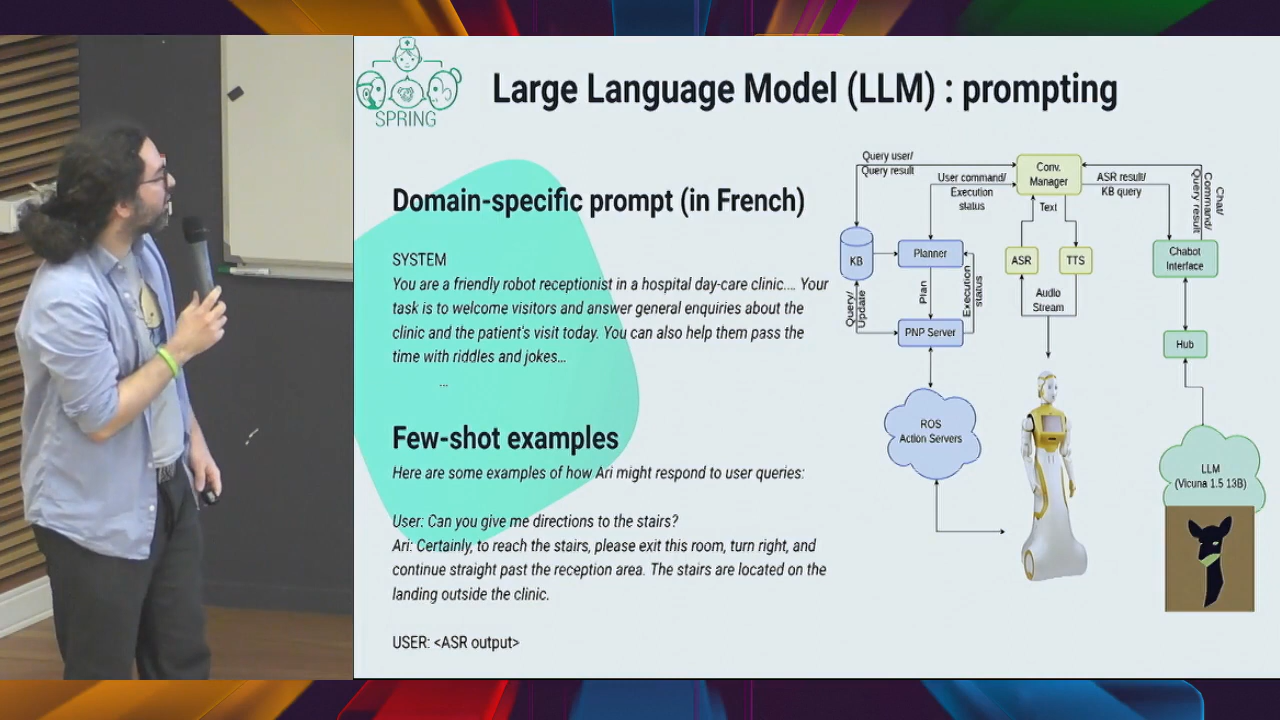 SPRING
Large Language Model (LLM) : prompting
Domain-specific prompt (in French)
SYSTEM
You are a friendly robot receptionist in a hospital day-care clinic.... Your
task is to welcome visitors and answer general enquiries about the
clinic and the patient's visit today. You can also help them pass the
time with riddles and jokes...
...
Few-shot examples
Here are some examples of how Ari might respond to user queries:
User: Can you give me directions to the stairs?
Ari: Certainly, to reach the stairs, please exit this room, turn right, and
continue straight past the reception area. The stairs are located on the
landing outside the clinic.
USER: <ASR output>
Query user/
Query result
Conv.
Manager
User command/
Execution
status
ASR result/
KB query
Chat/
Command/
Query result
Text
KB
Planner
ASR
TTS
Chabot
Interface
Query/
Update
Plan
Execution
status
Audio
Stream
PNP Server
Hub
ROS
Action Servers
LLM
(Vicuna 1.5 13B)